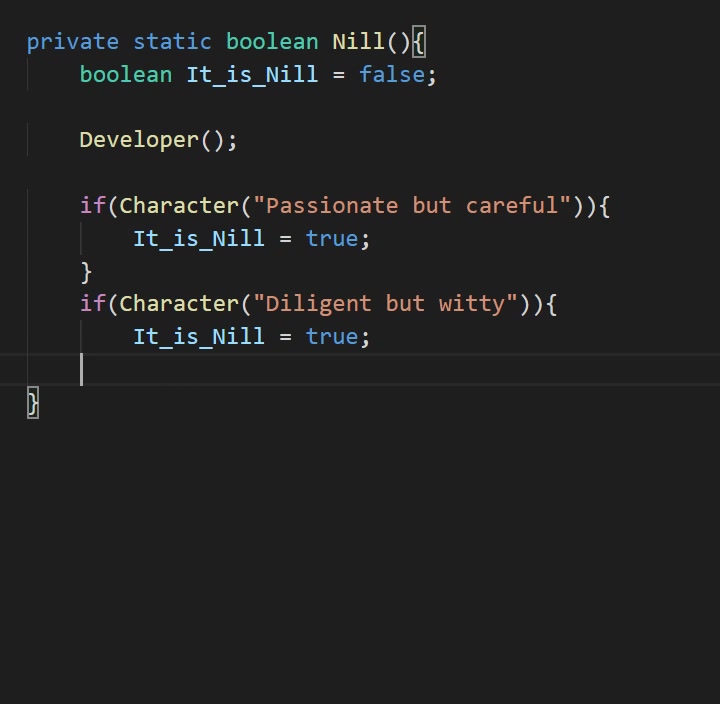 private static boolean Nill(){
    boolean It_is_Nill = false;

    Developer();

    if(Character("Passionate but careful")){
        It_is_Nill = true;
    }
    if(Character("Diligent but witty")){
        It_is_Nill = true;

}